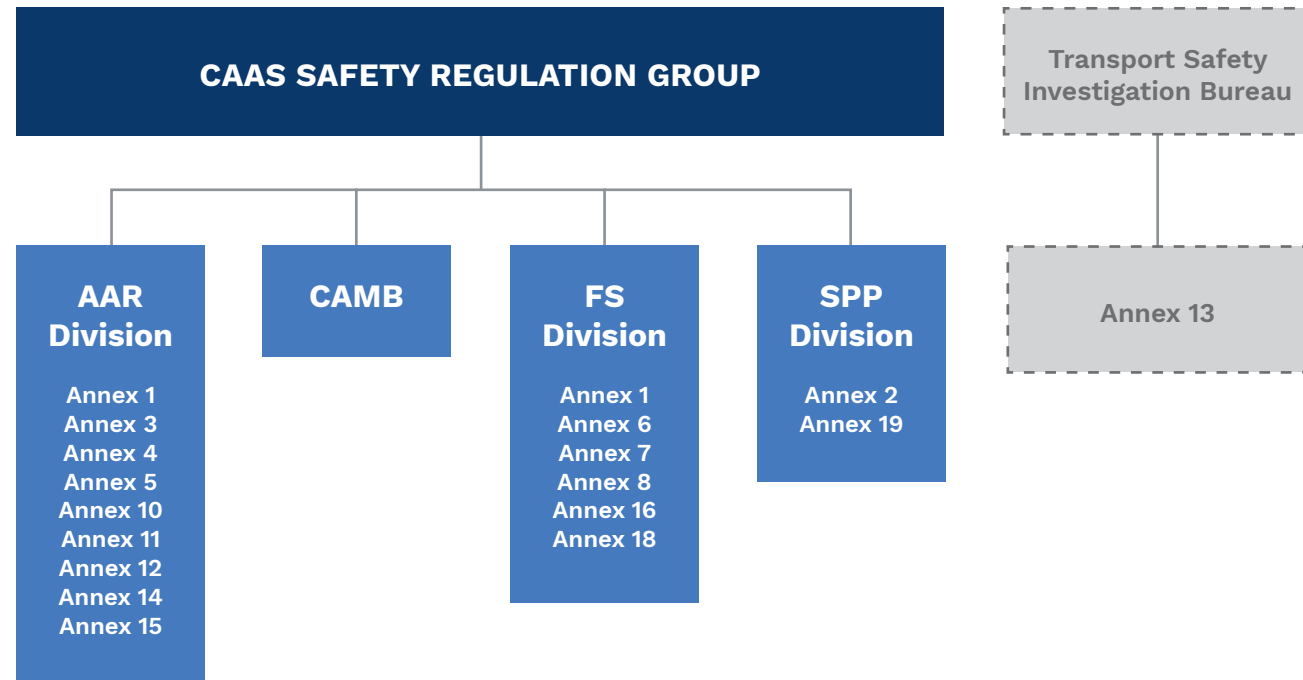 CAAS SAFETY REGULATION GROUP
Transport Safety
Investigation Bureau
AAR
Division
Annex 1
Annex 3
Annex 4
Annex 5
Annex 10
Annex 11
Annex 12
Annex 14
Annex 15
CAMB
FS
Division
Annex 1
Annex 6
Annex 7
Annex 8
Annex 16
Annex 18
SPP
Division
Annex 2
Annex 19
Annex 13